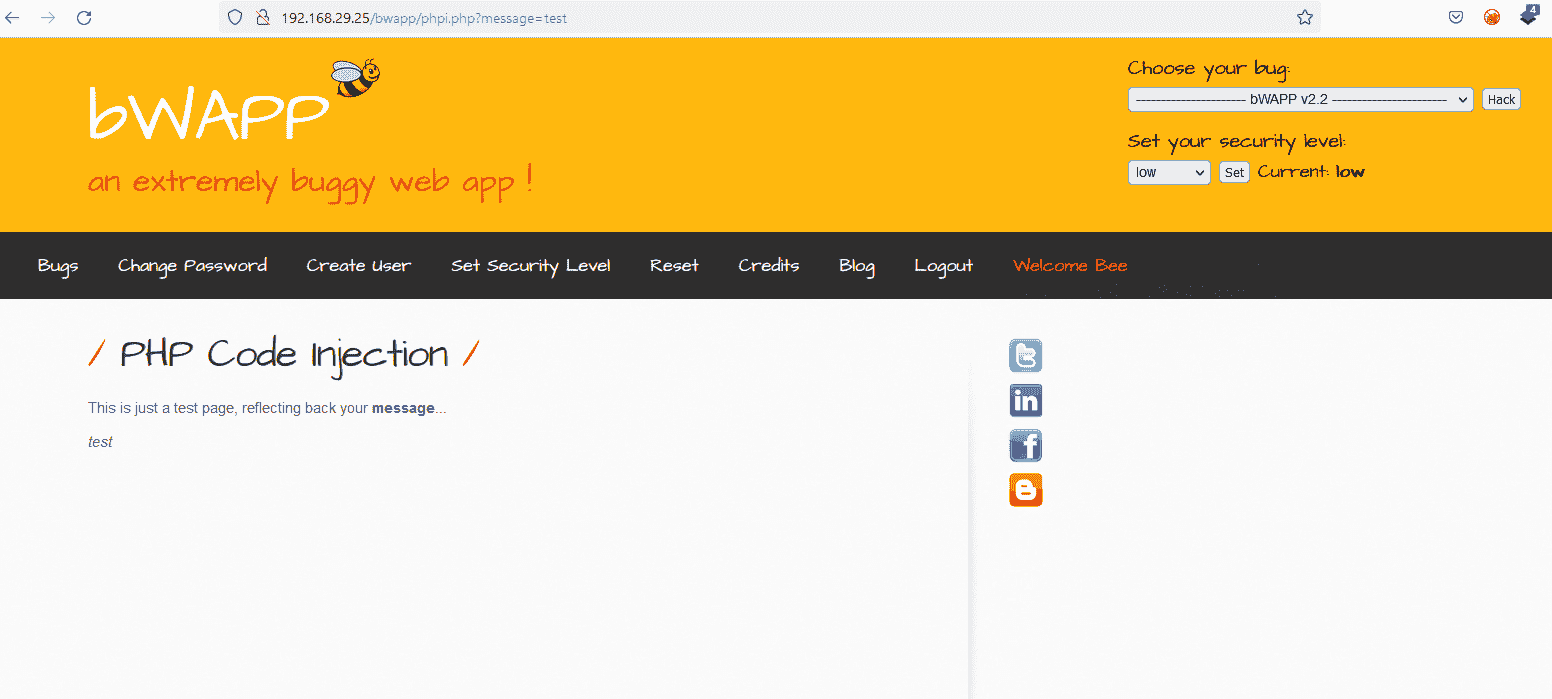 192.168.29.25/bwapp/phpi.php?message=test
4
bWAPP
an extremely buggy web app !
Choose your bug:
---------------------- bWAPP v2.2 ----------------------- Hack
Set your security level:
low Set Current: low
Bugs Change Password Create User Set Security Level Reset Credits Blog Logout Welcome Bee
/ PHP Code Injection /
This is just a test page, reflecting back your message...
test